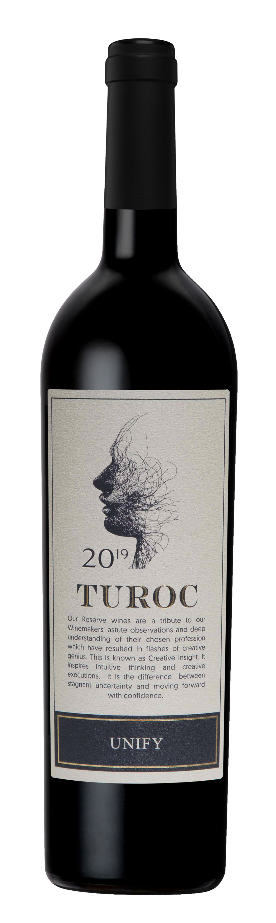 2019
TUROC
Our Reserve wines are a tribute to our
Winemakers' astute observations and deep
understanding of their chosen profession
which have resulted in flashes of creative
genius. This is known as Creative Insight. It
inspires intuitive thinking and creative
executions. It is the difference between
stagnant uncertainty and moving forward
with confidence.
UNIFY